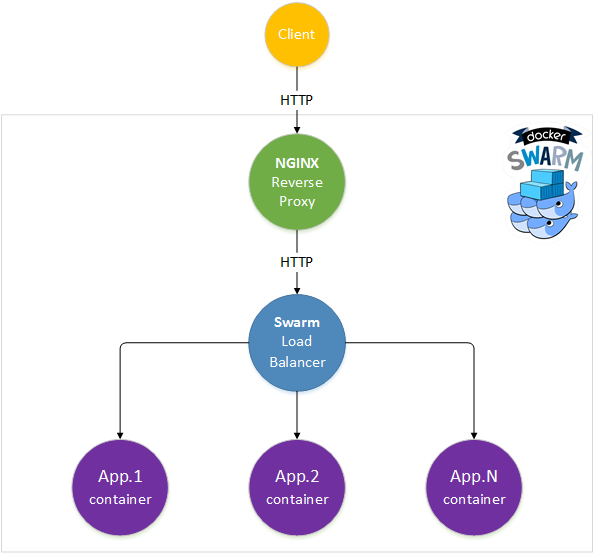 Client
HTTP
docker
SWARM
NGINX
Reverse
Proxy
HTTP
Swarm
Load
Balancer
App.1
container
App.2
container
App.N
container